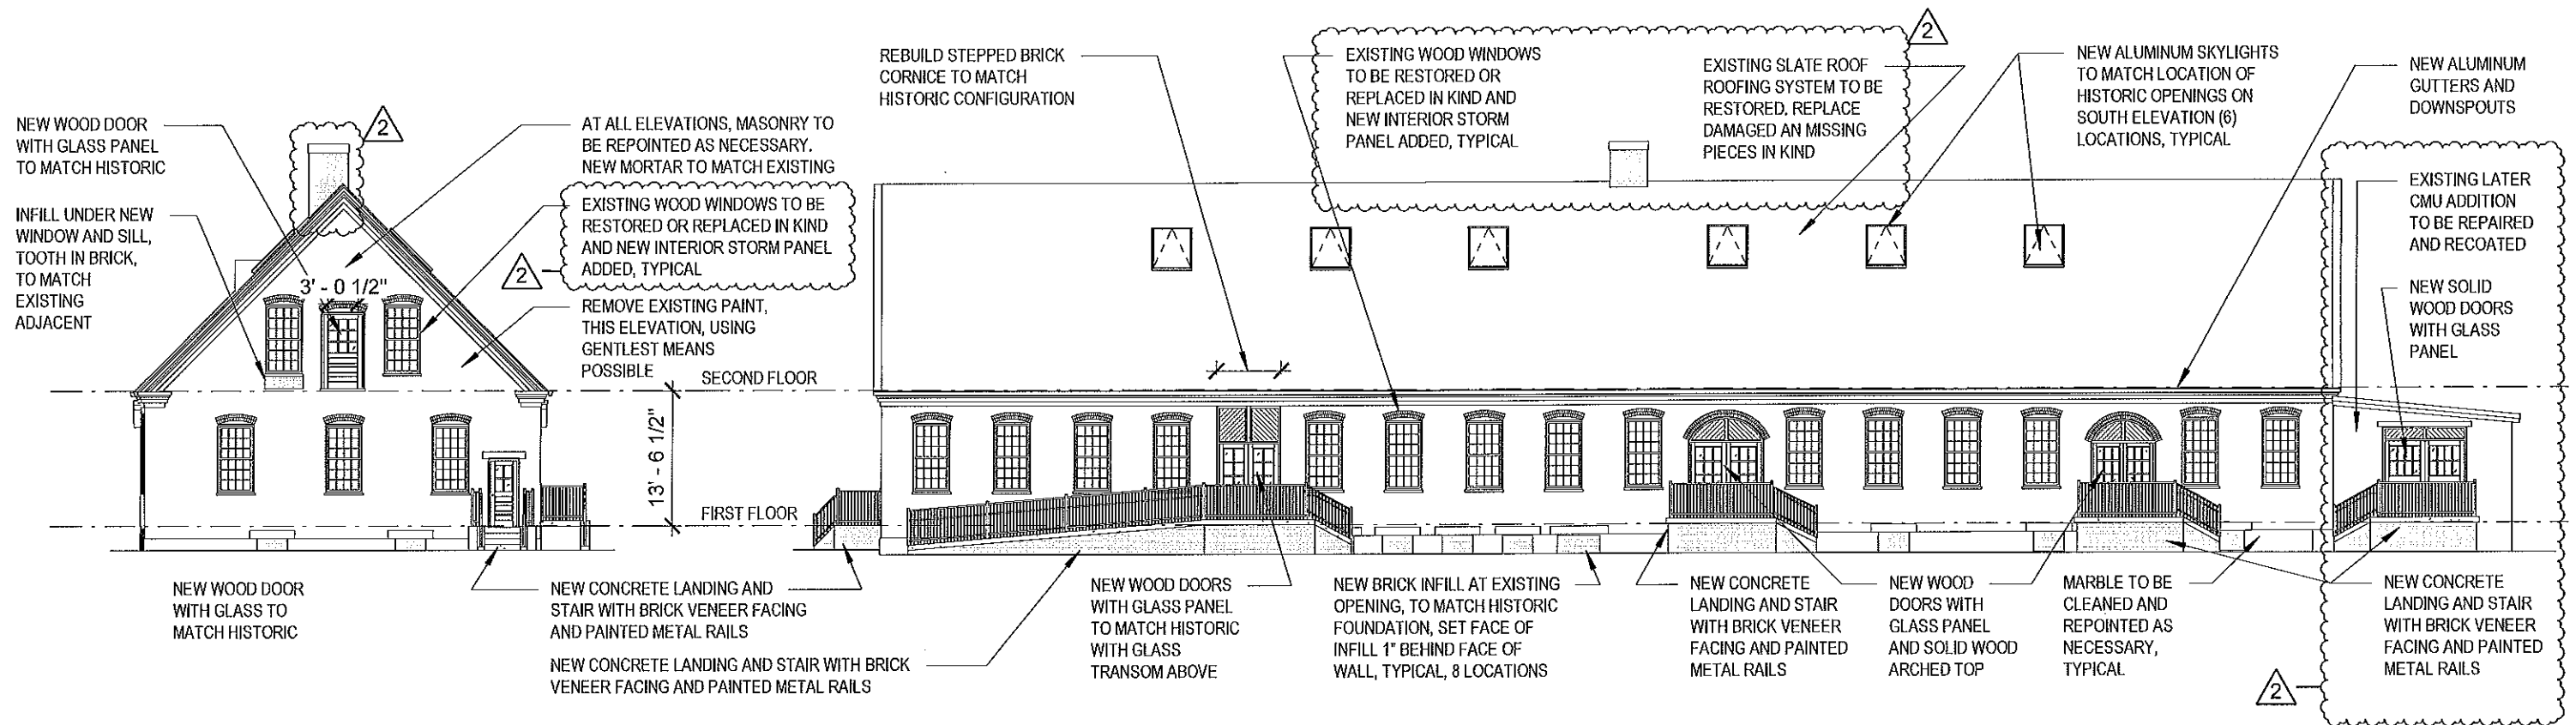 NEW WOOD DOOR
WITH GLASS PANEL
TO MATCH HISTORIC
INFILL UNDER NEW
WINDOW AND SILL,
TOOTH IN BRICK,
TO MATCH
EXISTING
ADJACENT
2
AT ALL ELEVATIONS, MASONRY TO
BE REPOINTED AS NECESSARY.
NEW MORTAR TO MATCH EXISTING
EXISTING WOOD WINDOWS TO BE
RESTORED OR REPLACED IN KIND
AND NEW INTERIOR STORM PANEL
ADDED, TYPICAL
2
3' - 0 1/2"
REMOVE EXISTING PAINT,
THIS ELEVATION, USING
GENTLEST MEANS
POSSIBLE
SECOND FLOOR
13' - 6 1/2"
FIRST FLOOR
NEW WOOD DOOR
WITH GLASS TO
MATCH HISTORIC
NEW CONCRETE LANDING AND
STAIR WITH BRICK VENEER FACING
AND PAINTED METAL RAILS
NEW CONCRETE LANDING AND STAIR WITH BRICK
VENEER FACING AND PAINTED METAL RAILS
REBUILD STEPPED BRICK
CORNICE TO MATCH
HISTORIC CONFIGURATION
EXISTING WOOD WINDOWS
TO BE RESTORED OR
REPLACED IN KIND AND
NEW INTERIOR STORM
PANEL ADDED, TYPICAL
EXISTING SLATE ROOF
ROOFING SYSTEM TO BE
RESTORED. REPLACE
DAMAGED AN MISSING
PIECES IN KIND
2
NEW ALUMINUM SKYLIGHTS
TO MATCH LOCATION OF
HISTORIC OPENINGS ON
SOUTH ELEVATION (6)
LOCATIONS, TYPICAL
NEW ALUMINUM
GUTTERS AND
DOWNSPOUTS
EXISTING LATER
CMU ADDITION
TO BE REPAIRED
AND RECOATED
NEW SOLID
WOOD DOORS
WITH GLASS
PANEL
NEW WOOD DOORS
WITH GLASS PANEL
TO MATCH HISTORIC
WITH GLASS
TRANSOM ABOVE
NEW BRICK INFILL AT EXISTING
OPENING, TO MATCH HISTORIC
FOUNDATION, SET FACE OF
INFILL 1" BEHIND FACE OF
WALL, TYPICAL, 8 LOCATIONS
NEW CONCRETE
LANDING AND STAIR
WITH BRICK VENEER
FACING AND PAINTED
METAL RAILS
NEW WOOD
DOORS WITH
GLASS PANEL
AND SOLID WOOD
ARCHED TOP
MARBLE TO BE
CLEANED AND
REPOINTED AS
NECESSARY,
TYPICAL
NEW CONCRETE
LANDING AND STAIR
WITH BRICK VENEER
FACING AND PAINTED
METAL RAILS
2